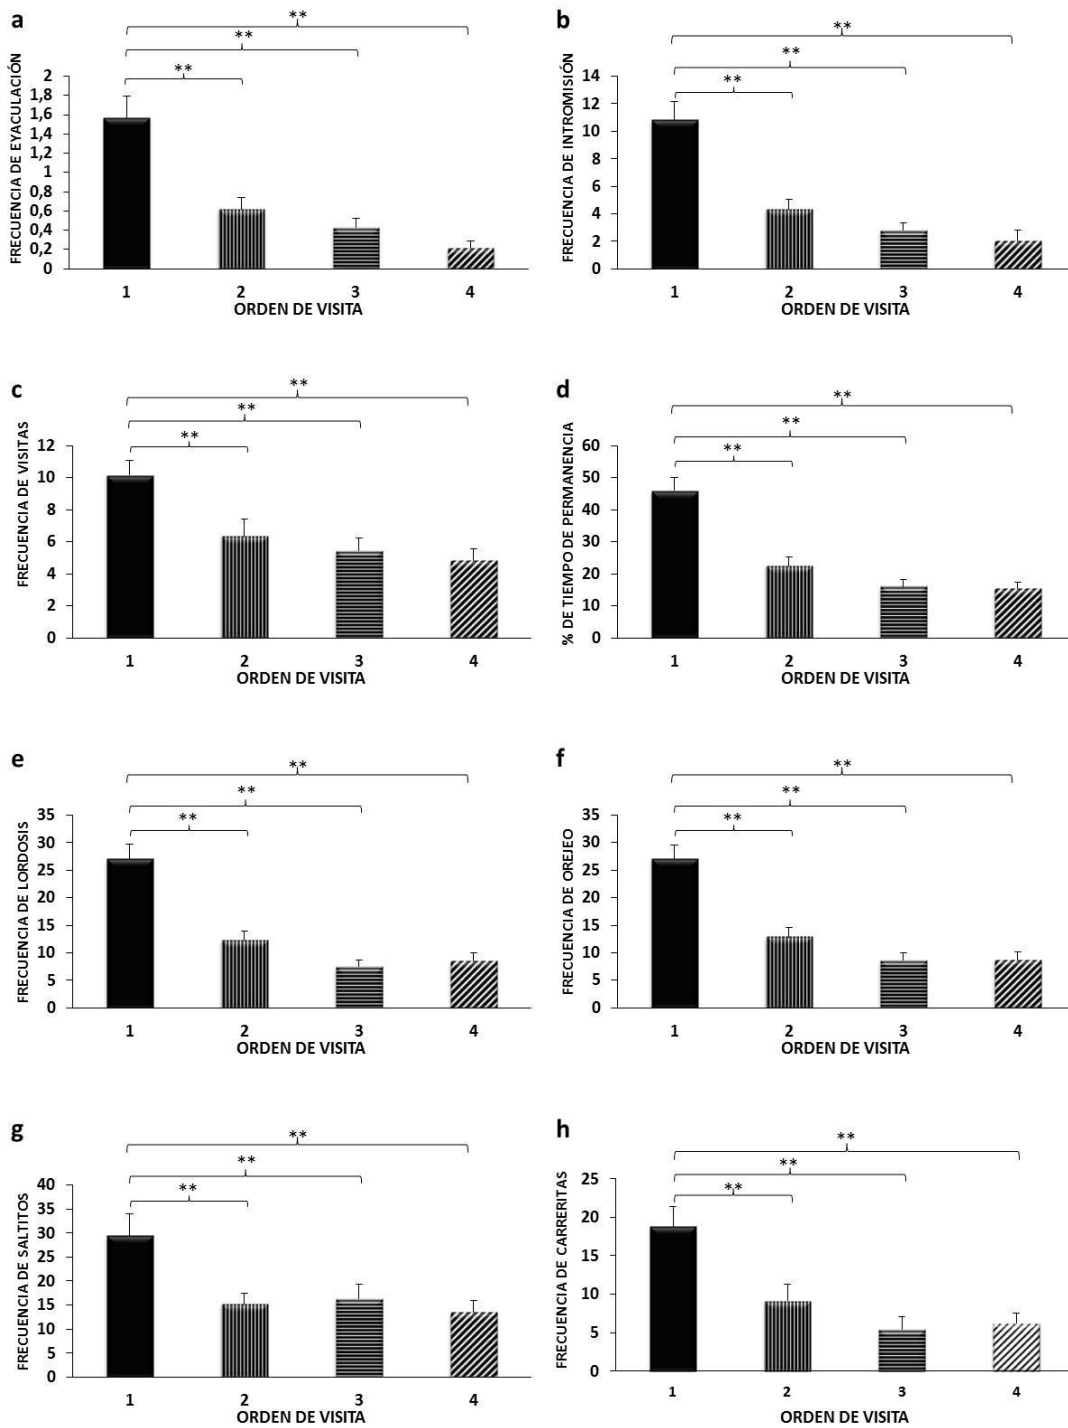 a
**
**
**
FRECUENCIA DE EYACULACIÓN
2
1,8
1,6
1,4
1,2
1
0,8
0,6
0,4
0,2
0
1 2 3 4
ORDEN DE VISITA
b
**
**
**
FRECUENCIA DE INTROMISIÓN
14
12
10
8
6
4
2
0
1 2 3 4
ORDEN DE VISITA
c
**
**
**
FRECUENCIA DE VISITAS
12
10
8
6
4
2
0
1 2 3 4
ORDEN DE VISITA
d
**
**
**
% DE TIEMPO DE PERMANENCIA
60
50
40
30
20
10
0
1 2 3 4
ORDEN DE VISITA
e
**
**
**
FRECUENCIA DE LORDOSIS
35
30
25
20
15
10
5
0
1 2 3 4
ORDEN DE VISITA
f
**
**
**
FRECUENCIA DE OREJEO
35
30
25
20
15
10
5
0
1 2 3 4
ORDEN DE VISITA
g
**
**
**
FRECUENCIA DE SALTITOS
40
35
30
25
20
15
10
5
0
1 2 3 4
ORDEN DE VISITA
h
**
**
**
FRECUENCIA DE CARRERITAS
25
20
15
10
5
0
1 2 3 4
ORDEN DE VISITA